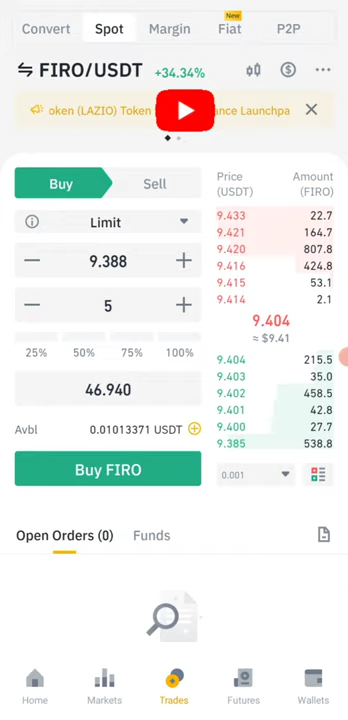 Convert Spot Margin Fiat P2P
New
FIRO/USDT +34.34%
oken (LAZIO) Token ance Launchpa
Buy Sell
Limit
9.388
5
25% 50% 75% 100%
46.940
Avbl 0.01013371 USDT
Buy FIRO
Price (USDT) Amount (FIRO)
9.433 22.7
9.421 164.7
9.420 807.8
9.416 424.8
9.415 53.1
9.414 2.1
9.404
≈ $9.41
9.404 215.5
9.403 35.0
9.402 458.5
9.401 42.8
9.400 27.7
9.385 538.8
0.001
Open Orders (0) Funds
Home Markets Trades Futures Wallets